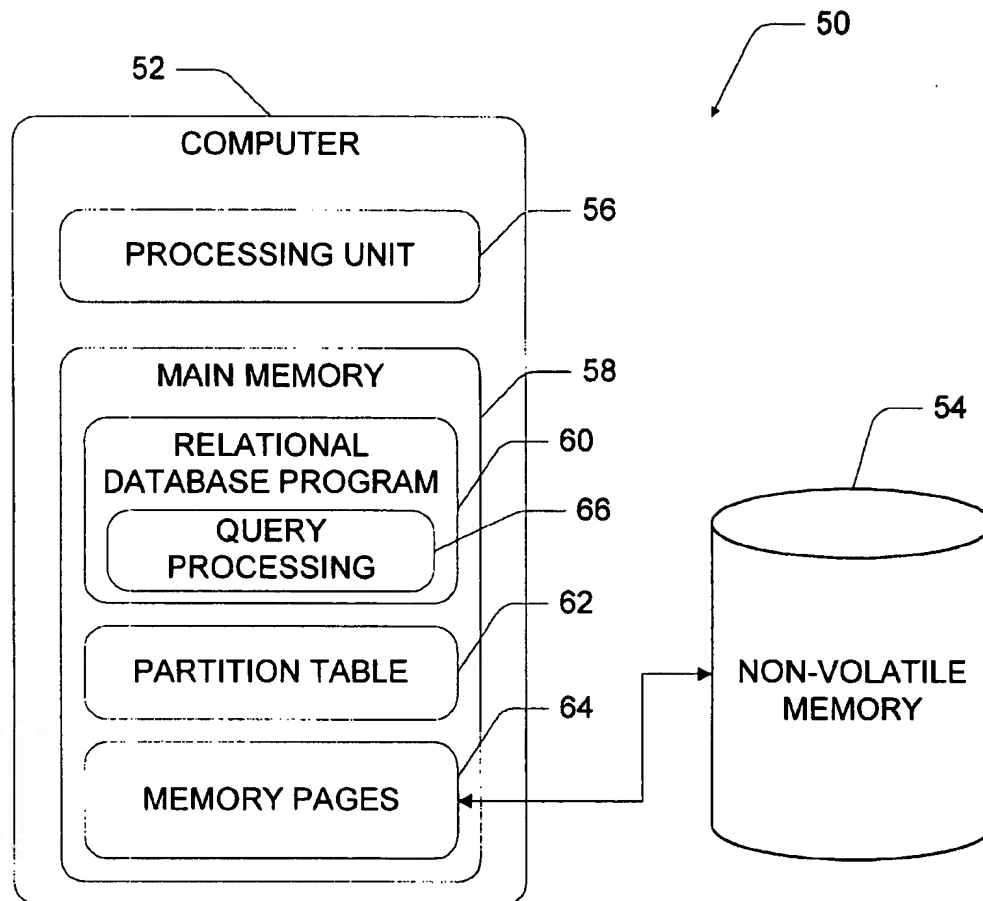 50
52
COMPUTER
56
PROCESSING UNIT
MAIN MEMORY
58
54
RELATIONAL
DATABASE PROGRAM
60
66
QUERY
PROCESSING
62
PARTITION TABLE
64
MEMORY PAGES
NON-VOLATILE
MEMORY